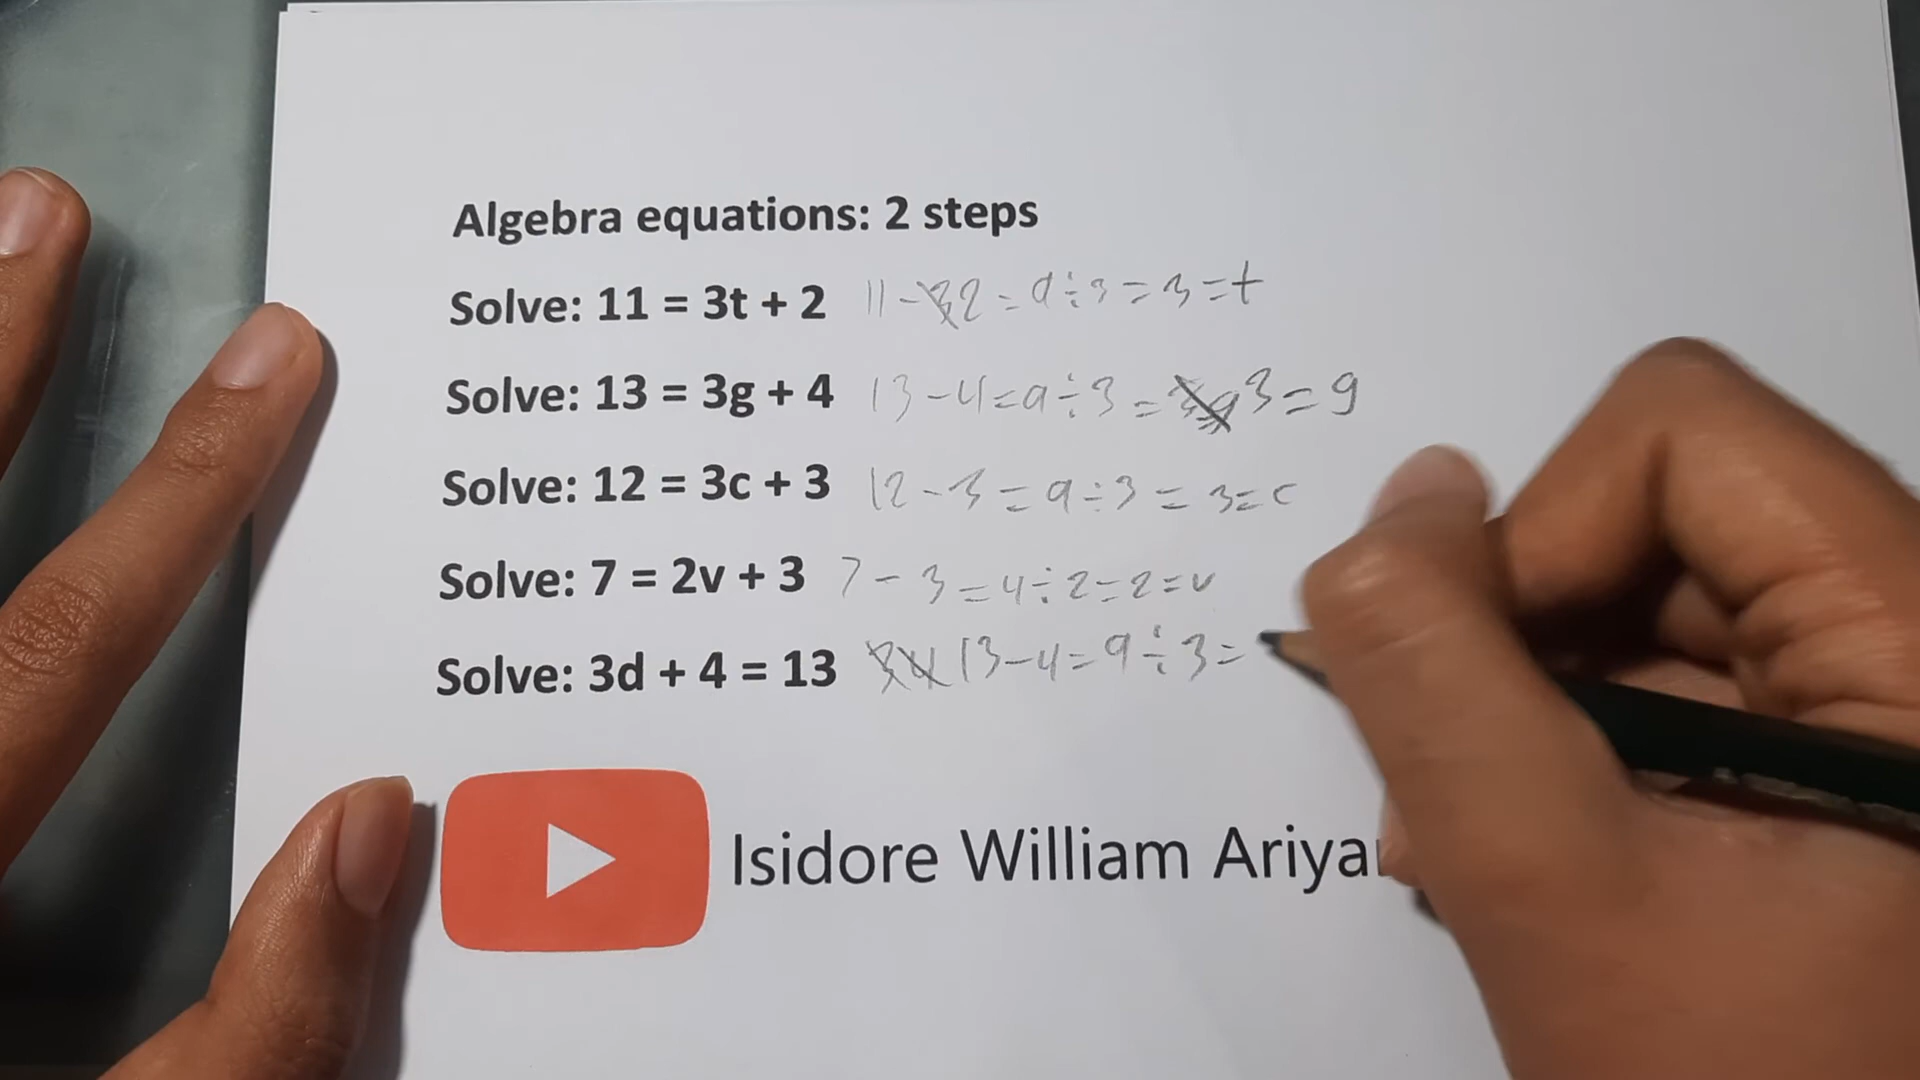 Algebra equations: 2 steps
Solve: 11 = 3t + 2 11 - 2 = 9 ÷ 3 = 3 = t
Solve: 13 = 3g + 4 13 - 4 = 9 ÷ 3 = 3 = g
Solve: 12 = 3c + 3 12 - 3 = 9 ÷ 3 = 3 = c
Solve: 7 = 2v + 3 7 - 3 = 4 ÷ 2 = 2 = v
Solve: 3d + 4 = 13 13 - 4 = 9 ÷ 3 =
Isidore William